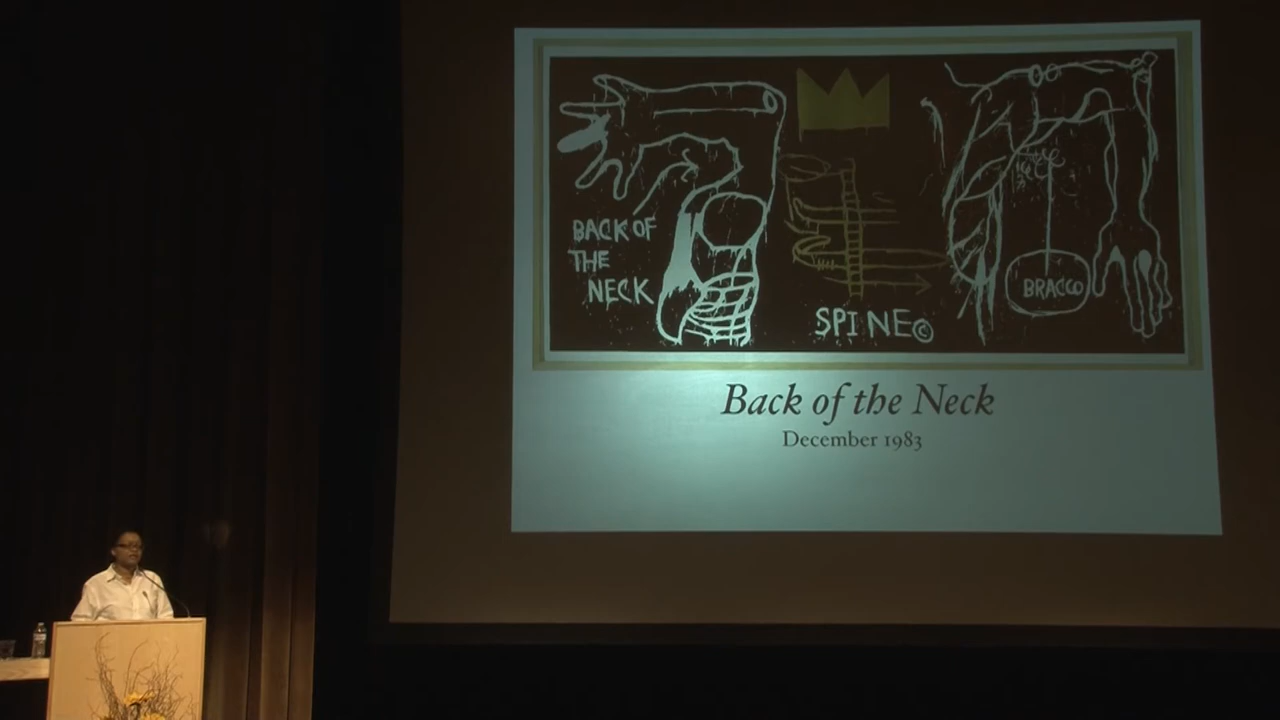 BACK OF
THE
NECK
SPINE©
BRACCO
Back of the Neck
December 1983